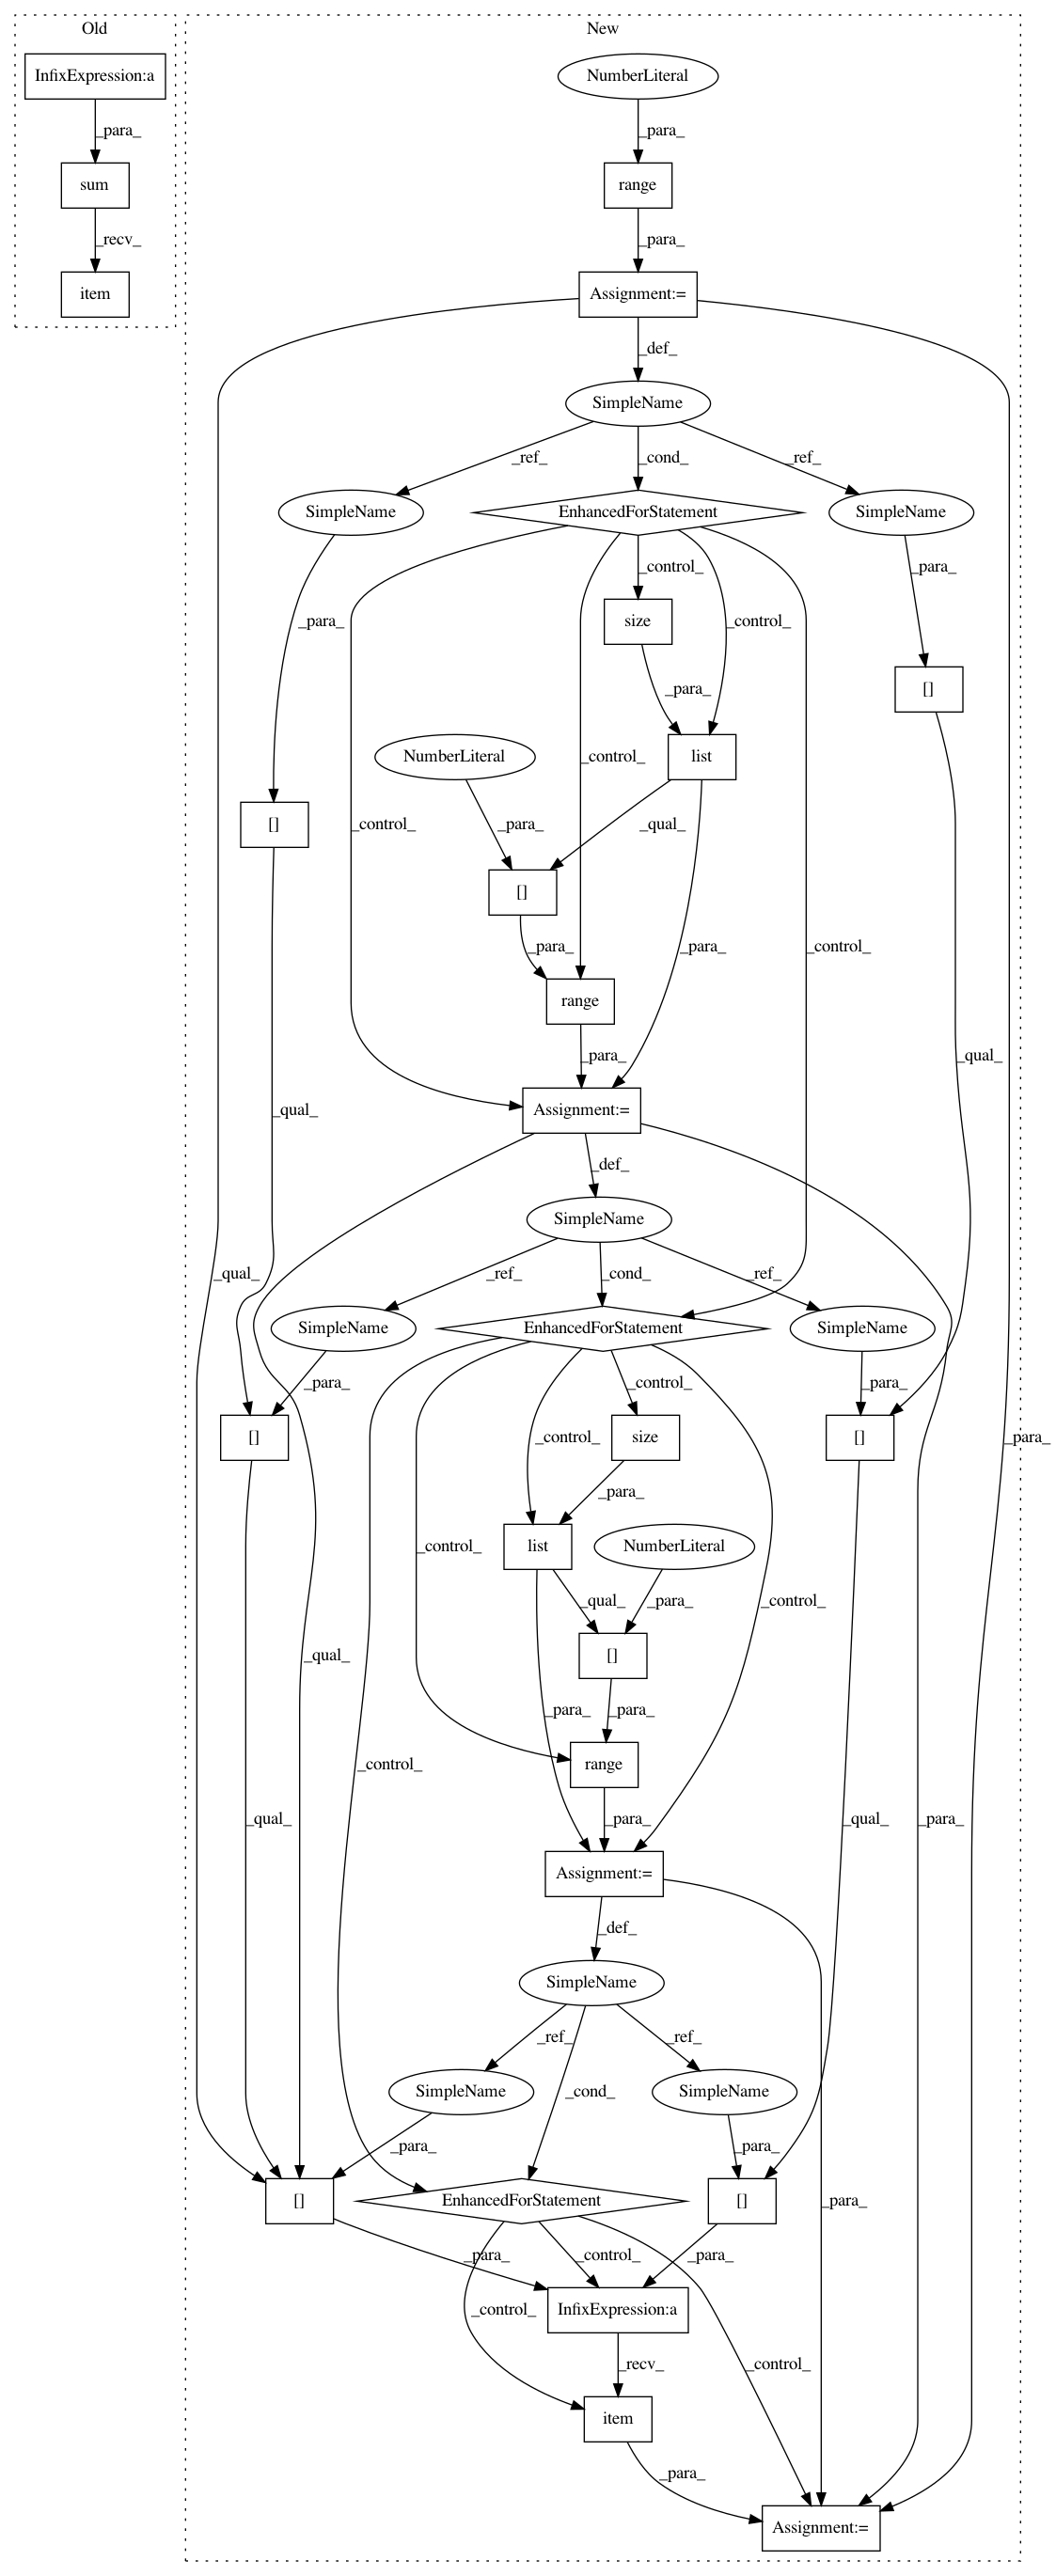 Old
New
InfixExpression:a
NumberLiteral
_para_
_para_
sum
range
_recv_
_para_
item
Assignment:=
_def_
SimpleName
_ref_
_cond_
_ref_
SimpleName
EnhancedForStatement
SimpleName
_control_
_para_
_para_
size
_control_
_para_
[]
NumberLiteral
_control_
list
[]
_control_
_para_
_qual_
[]
_para_
_para_
_control_
range
_qual_
_para_
_qual_
Assignment:=
_def_
SimpleName
_qual_
_ref_
_cond_
_ref_
SimpleName
EnhancedForStatement
SimpleName
_para_
_control_
_para_
[]
_control_
size
[]
_para_
_para_
_control_
list
NumberLiteral
_qual_
_para_
_control_
_qual_
[]
_para_
_para_
_control_
range
_qual_
_para_
_qual_
_para_
Assignment:=
_def_
SimpleName
_ref_
_ref_
SimpleName
_cond_
SimpleName
_para_
_para_
[]
EnhancedForStatement
[]
_para_
_para_
_control_
_para_
_control_
InfixExpression:a
_recv_
_control_
item
_para_
Assignment:=